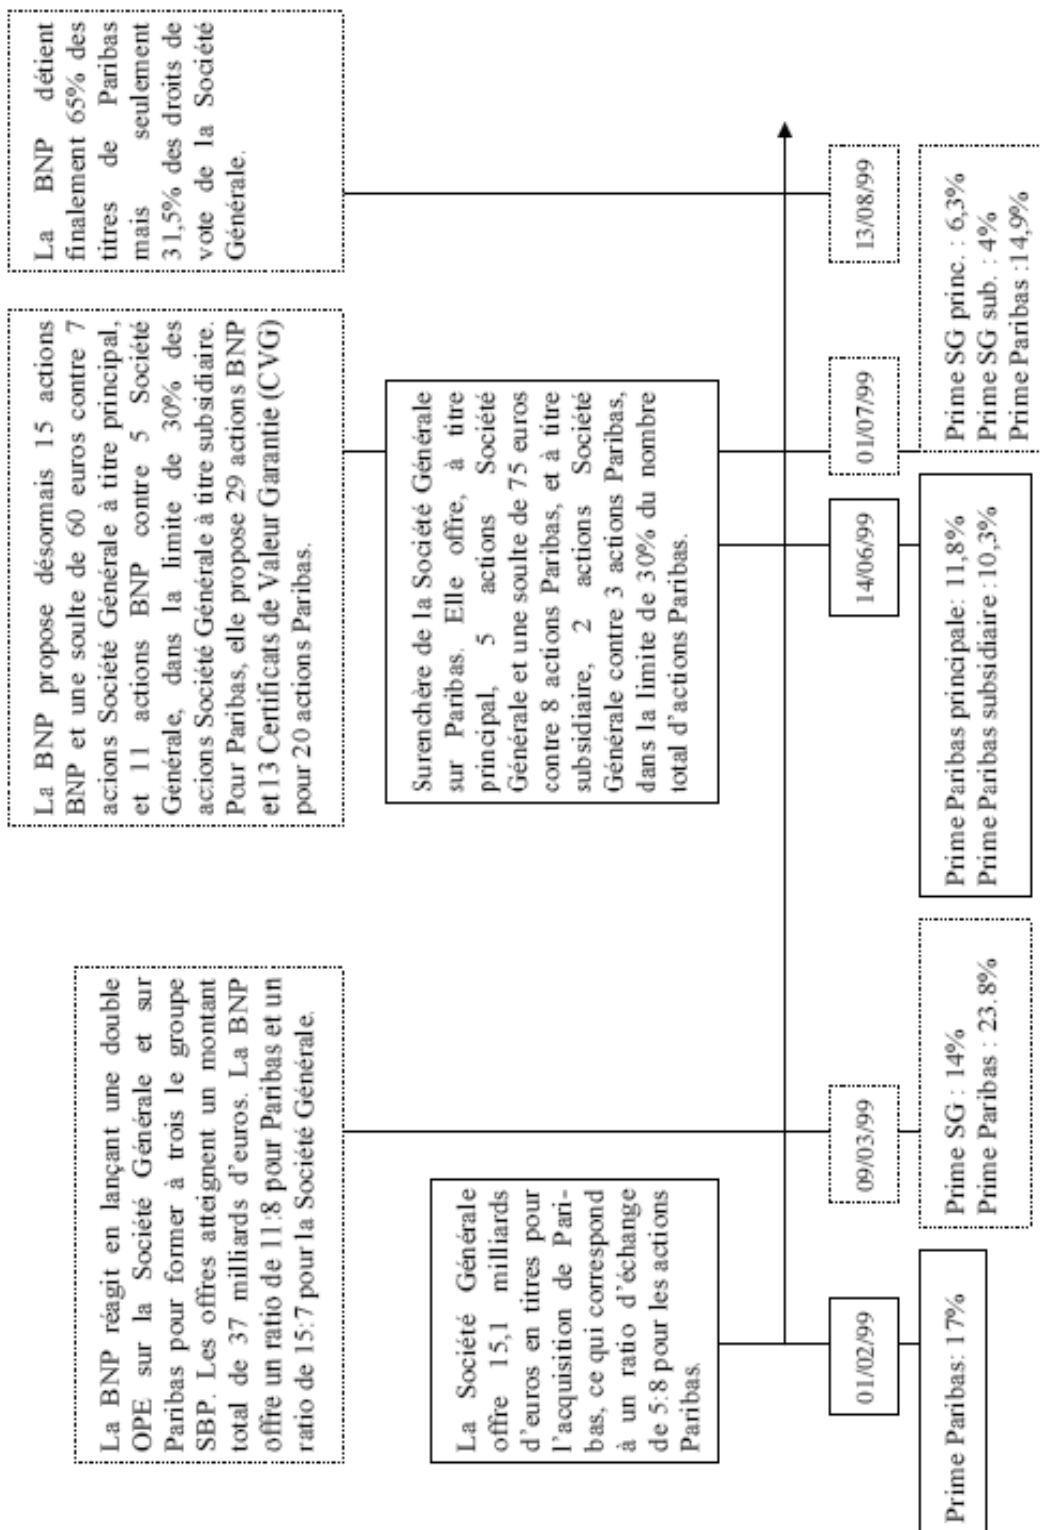 La BNP réagit en lançant une double
OPE sur la Société Générale et sur
Paribas pour former à trois le groupe
SBP. Les offres atteignent un montant
total de 37 milliards d'euros. La BNP
offre un ratio de 11:8 pour Paribas et un
ratio de 15:7 pour la Société Générale.
La BNP propose désormais 15 actions
BNP et une soulte de 60 euros contre 7
actions Société Générale à titre principal,
et 11 actions BNP contre 5 Société
Générale, dans la limite de 30% des
actions Société Générale à titre subsidiaire.
Pour Paribas, elle propose 29 actions BNP
et 13 Certificats de Valeur Garantie (CVG)
pour 20 actions Paribas.
La BNP détient
finalement 65% des
titres de Paribas
mais seulement
31,5% des droits de
vote de la Société
Générale.
La Société Générale
offre 15,1 milliards
d'euros en titres pour
l'acquisition de Pari-
bas, ce qui correspond
à un ratio d'échange
de 5:8 pour les actions
Paribas.
Surenchère de la Société Générale
sur Paribas. Elle offre, à titre
principal, 5 actions Société
Générale et une soulte de 75 euros
contre 8 actions Paribas, et à titre
subsidiaire, 2 actions Société
Générale contre 3 actions Paribas,
dans la limite de 30% du nombre
total d'actions Paribas.
01/02/99
09/03/99
14/06/99
01/07/99
13/08/99
Prime Paribas: 17%
Prime SG : 14%
Prime Paribas : 23.8%
Prime Paribas principale: 11,8%
Prime Paribas subsidiaire :10,3%
Prime SG princ. : 6,3%
Prime SG sub. : 4%
Prime Paribas :14,9%